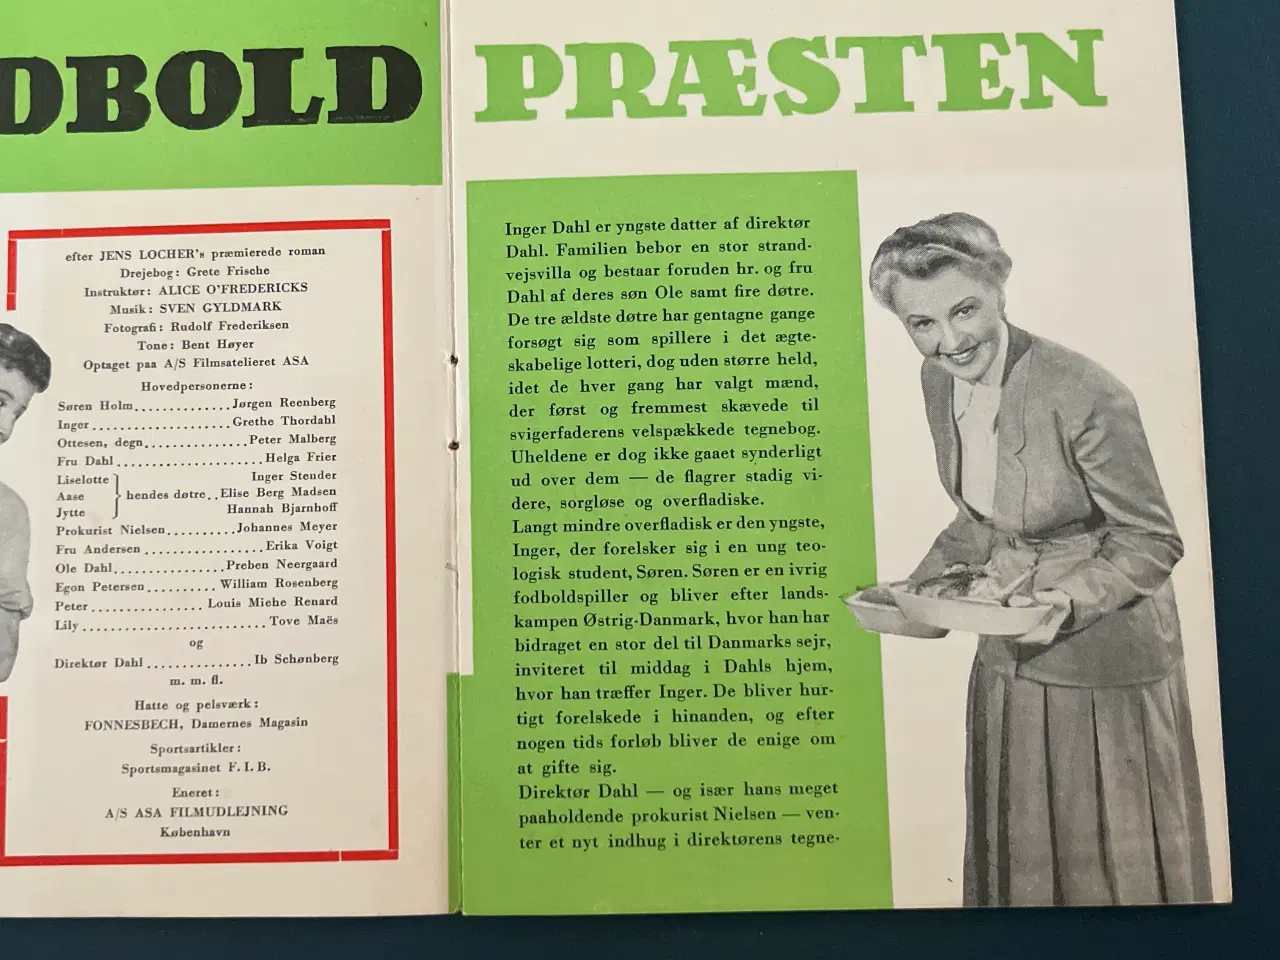 DBOLD PRÆSTEN
efter JENS LOCHER's præmierede roman
Drejebog: Grete Frische
Instruktør: ALICE O'FREDERICKS
Musik: SVEN GYLDMARK
Fotografi: Rudolf Frederiksen
Tone: Bent Høyer
Optaget paa A/S Filmsatelieret ASA
Hovedpersonerne:
Søren Holm..............Jørgen Reenberg
Inger....................Grethe Thordahl
Ottesen, degn...............Peter Malberg
Fru Dahl.....................Helga Frier
Liselotte Inger Stender
Aase } hendes døtre..Elise Berg Madsen
Jytte Hannah Bjarnhoff
Prokurist Nielsen..........Johannes Meyer
Fru Andersen.................Erika Voigt
Ole Dahl................Preben Neergaard
Egon Petersen..........William Rosenberg
Peter................Louis Miehe Renard
Lily...........................Tove Maës
og
Direktør Dahl...............Ib Schønberg
m. m. fl.
Hatte og pelsværk:
FONNESBECH, Damernes Magasin
Sportsartikler:
Sportsmagasinet F. I. B.
Eneret:
A/S ASA FILMUDLEJNING
København
Inger Dahl er yngste datter af direktør
Dahl. Familien bebor en stor strand-
vejsvilla og bestaar foruden hr. og fru
Dahl af deres søn Ole samt fire døtre.
De tre ældste døtre har gentagne gange
forsøgt sig som spillere i det ægte-
skabelige lotteri, dog uden større held,
idet de hver gang har valgt mænd,
der først og fremmest skævede til
svigerfaderens velspækkede tegnebog.
Uheldene er dog ikke gaaet synderligt
ud over dem — de flagrer stadig vi-
dere, sorgløse og overfladiske.
Langt mindre overfladisk er den yngste,
Inger, der forelsker sig i en ung teo-
logisk student, Søren. Søren er en ivrig
fodboldspiller og bliver efter lands-
kampen Østrig-Danmark, hvor han har
bidraget en stor del til Danmarks sejr,
inviteret til middag i Dahls hjem,
hvor han træffer Inger. De bliver hur-
tigt forelskede i hinanden, og efter
nogen tids forløb bliver de enige om
at gifte sig.
Direktør Dahl — og især hans meget
paaholdende prokurist Nielsen — ven-
ter et nyt indhug i direktørens tegne-